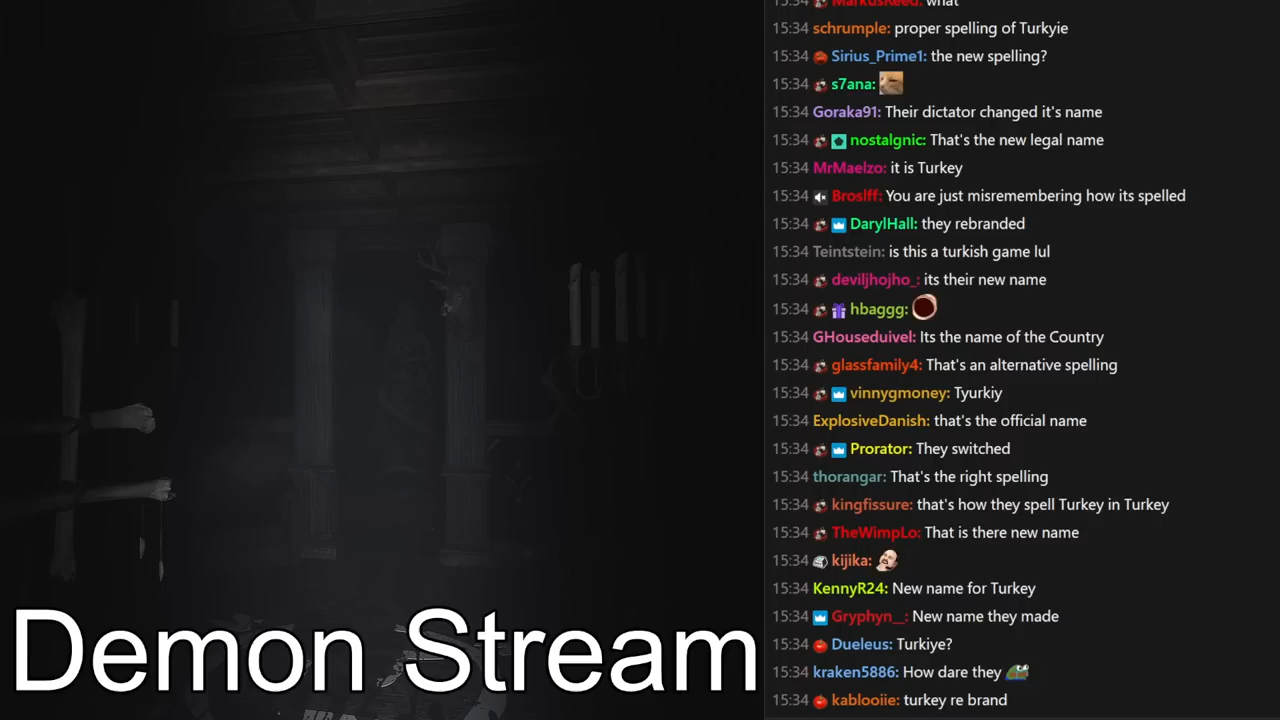 15:34 MarkusReed: what
15:34 schrumple: proper spelling of Turkyie
15:34 Sirius_Prime1: the new spelling?
15:34 s7ana:
15:34 Goraka91: Their dictator changed it's name
15:34 nostalgnic: That's the new legal name
15:34 MrMaelzo: it is Turkey
15:34 Broslff: You are just misremembering how its spelled
15:34 DarylHall: they rebranded
15:34 Teintstein: is this a turkish game lul
15:34 deviljhojho_: its their new name
15:34 hbaggg:
15:34 GHouseduivel: Its the name of the Country
15:34 glassfamily4: That's an alternative spelling
15:34 vinnygmoney: Tyurkiy
15:34 ExplosiveDanish: that's the official name
15:34 Prorator: They switched
15:34 thorangar: That's the right spelling
15:34 kingfissure: that's how they spell Turkey in Turkey
15:34 TheWimpLo: That is there new name
15:34 kijika:
15:34 KennyR24: New name for Turkey
15:34 Gryphyn__: New name they made
15:34 Dueleus: Turkiye?
15:34 kraken5886: How dare they
15:34 kablooiie: turkey re brand
Demon Stream